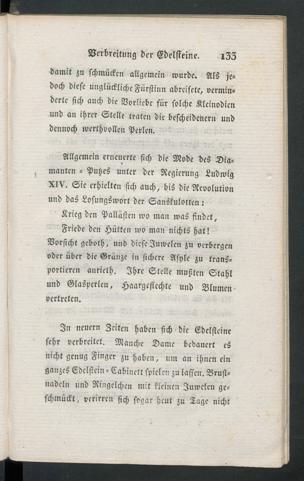 Verbreitung der Edelsteine. 133
damit zu schmücken allgemein wurde. Als je-
doch diese unglückliche Fürstinn abreisete, vermin-
derte sich auch die Vorliebe für solche Kleinodien
und an ihrer Stelle traten die bescheidenern und
dennoch werthvollen Perlen.
Allgemein erneuerte sich die Mode des Dia-
manten-Putzes unter der Regierung Ludwig
XIV. Sie erhielten sich auch, bis die Revolution
und das Losungswort der Sansculotten:
Krieg den Pallästen wo man was findet,
Friede den Hütten wo man nichts hat!
Vorsicht geboth, und diese Juwelen zu verbergen
oder über die Gränze in sichere Asyle zu trans-
portieren anrieth. Ihre Stelle mußten Stahl
und Glasperlen, Haargeflechte und Blumen
vertreten.
In neuern Zeiten haben sich die Edelsteine
sehr verbreitet. Manche Dame bedauert es
nicht genug Finger zu haben, um an ihnen ein
ganzes Edelstein-Cabinett spielen zu lassen. Brust-
nadeln und Ringelchen mit kleinen Juwelen ge-
schmückt, verirren sich sogar heut zu Tage nicht